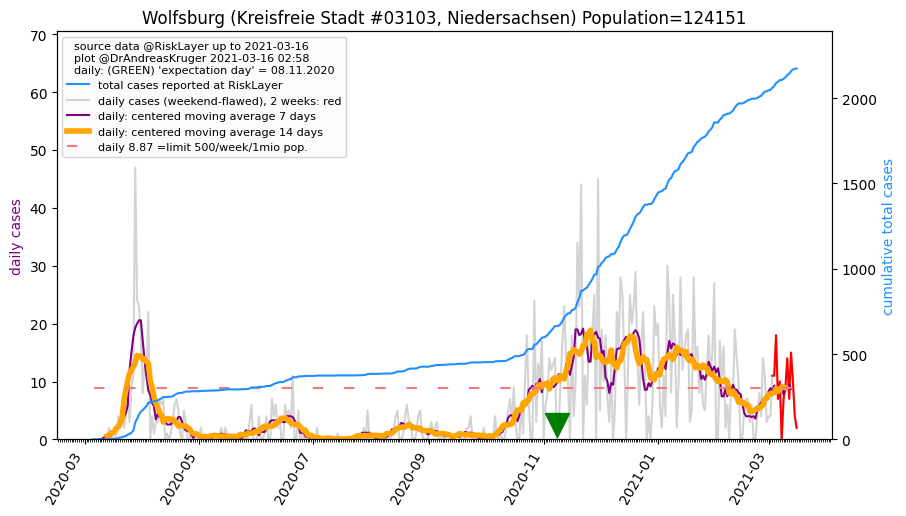 Wolfsburg (Kreisfreie Stadt #03103, Niedersachsen) Population=124151
source data @RiskLayer up to 2021-03-16
plot @DrAndreasKruger 2021-03-16 02:58
daily: (GREEN) 'expectation day' = 08.11.2020
total cases reported at RiskLayer
daily cases (weekend-flawed), 2 weeks: red
daily: centered moving average 7 days
daily: centered moving average 14 days
daily 8.87 =limit 500/week/1mio pop.
daily cases
70
60
50
40
30
20
10
0
2000
1500
1000
500
0
cumulative total cases
2020-03
2020-05
2020-07
2020-09
2020-11
2021-01
2021-03